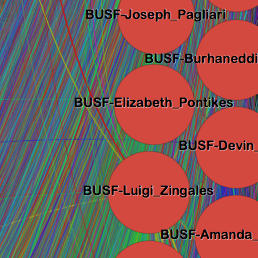 BUSF-Joseph_Pagliari
BUSF-Burhaneddi
BUSF-Elizabeth_Pontikes
BUSF-Devin_
BUSF-Luigi_Zingales
BUSF-Amanda_